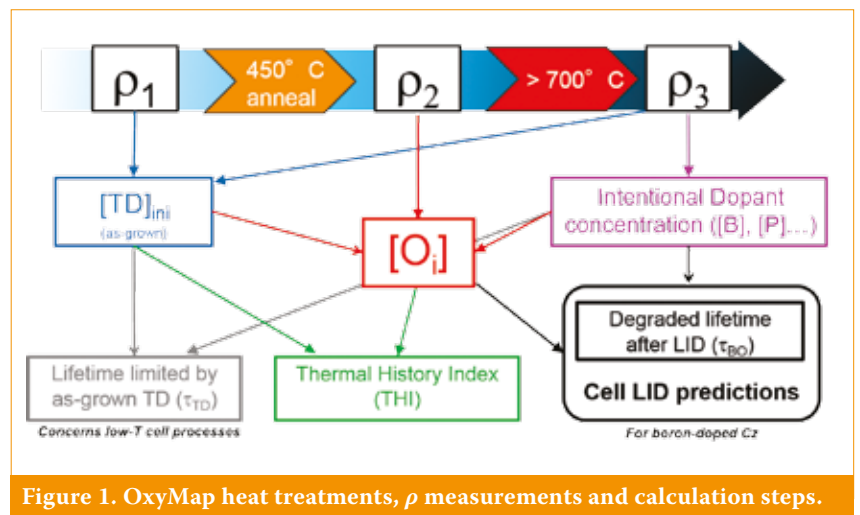 ρ1
450° C
anneal
ρ2
> 700° C
ρ3
[TD]ini
(as-grown)
[Oi]
Intentional Dopant
concentration ([B], [P]....)
Lifetime limited by
as-grown TD (τTD)
Thermal History Index
(THI)
Degraded lifetime
after LID (τBO)
Cell LID predictions
Concerns low-T cell processes
For boron-doped Cz
Figure 1. OxyMap heat treatments, ρ measurements and calculation steps.